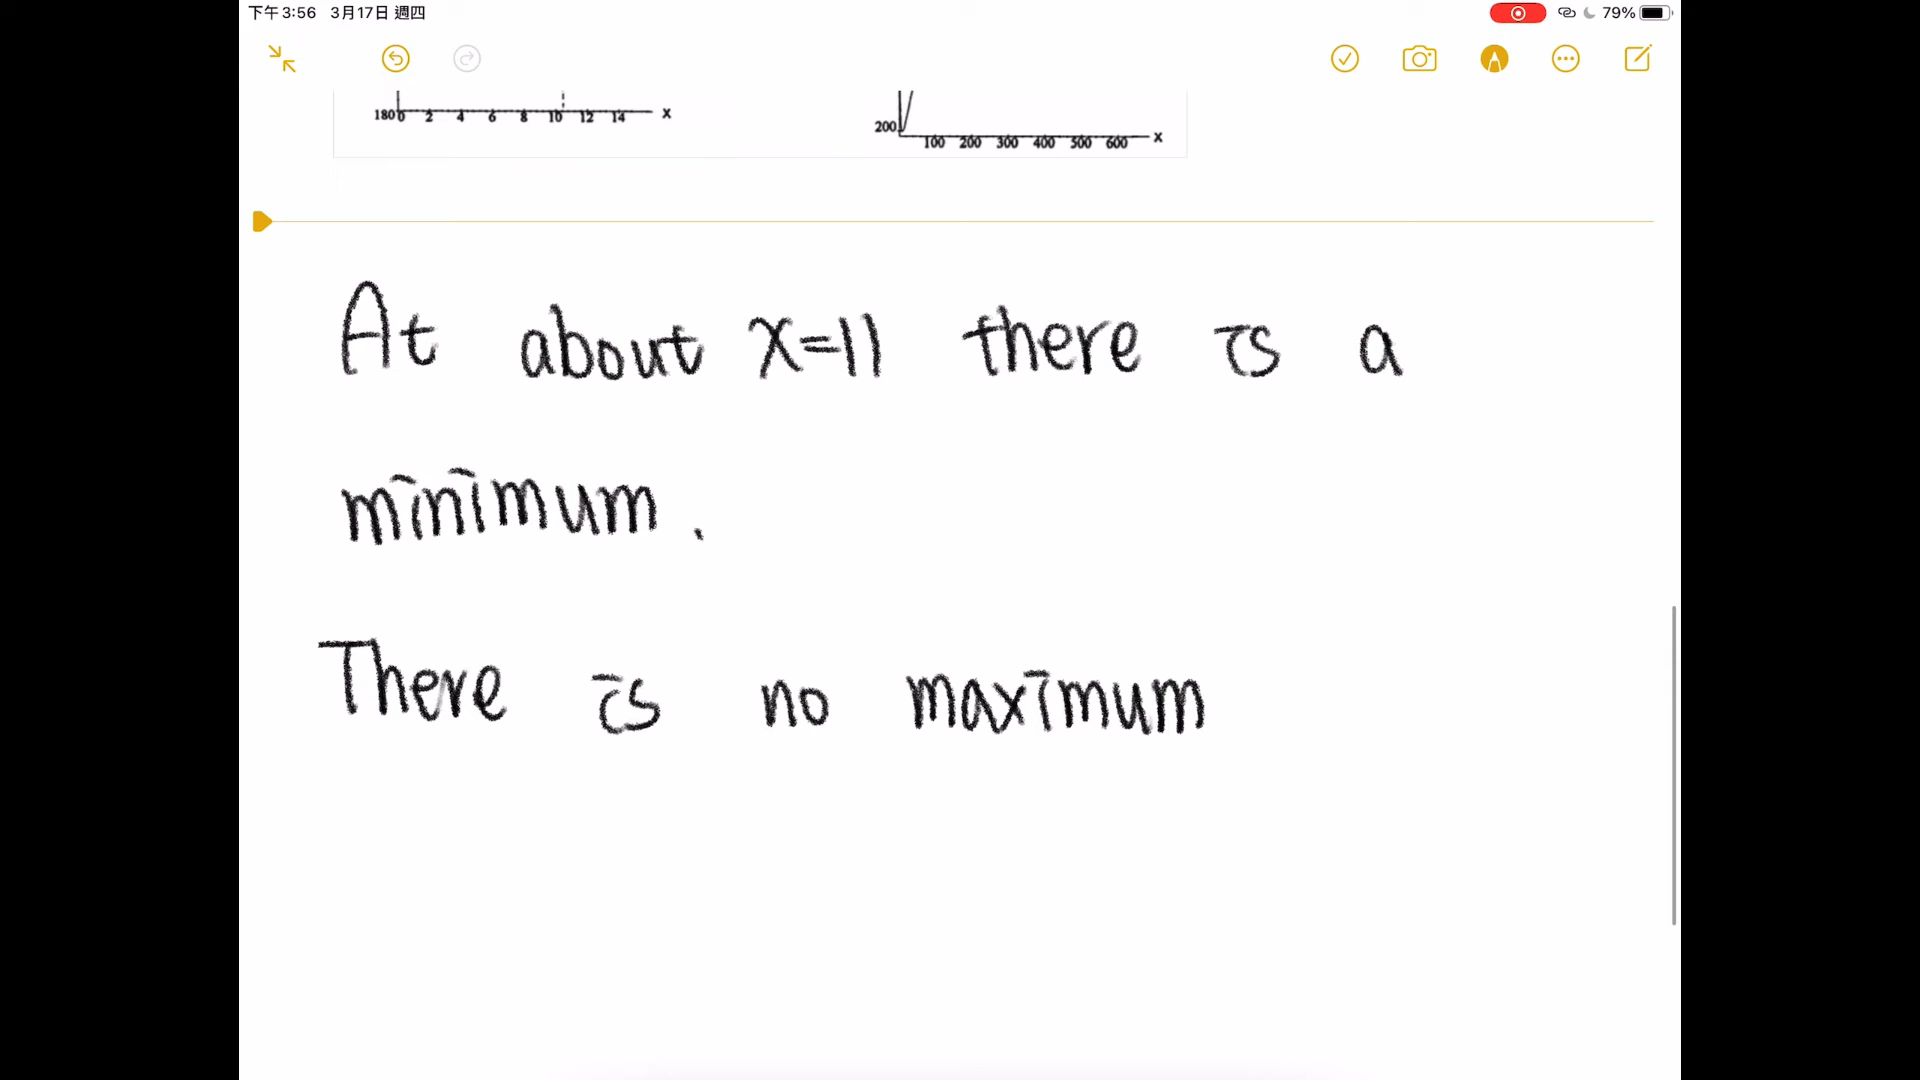 下午3:56 3月17日 週四 79%
180 0 2 4 6 8 10 12 14 x
200 100 200 300 400 500 600 x
At about x=11 there is a
minimum.
There is no maximum